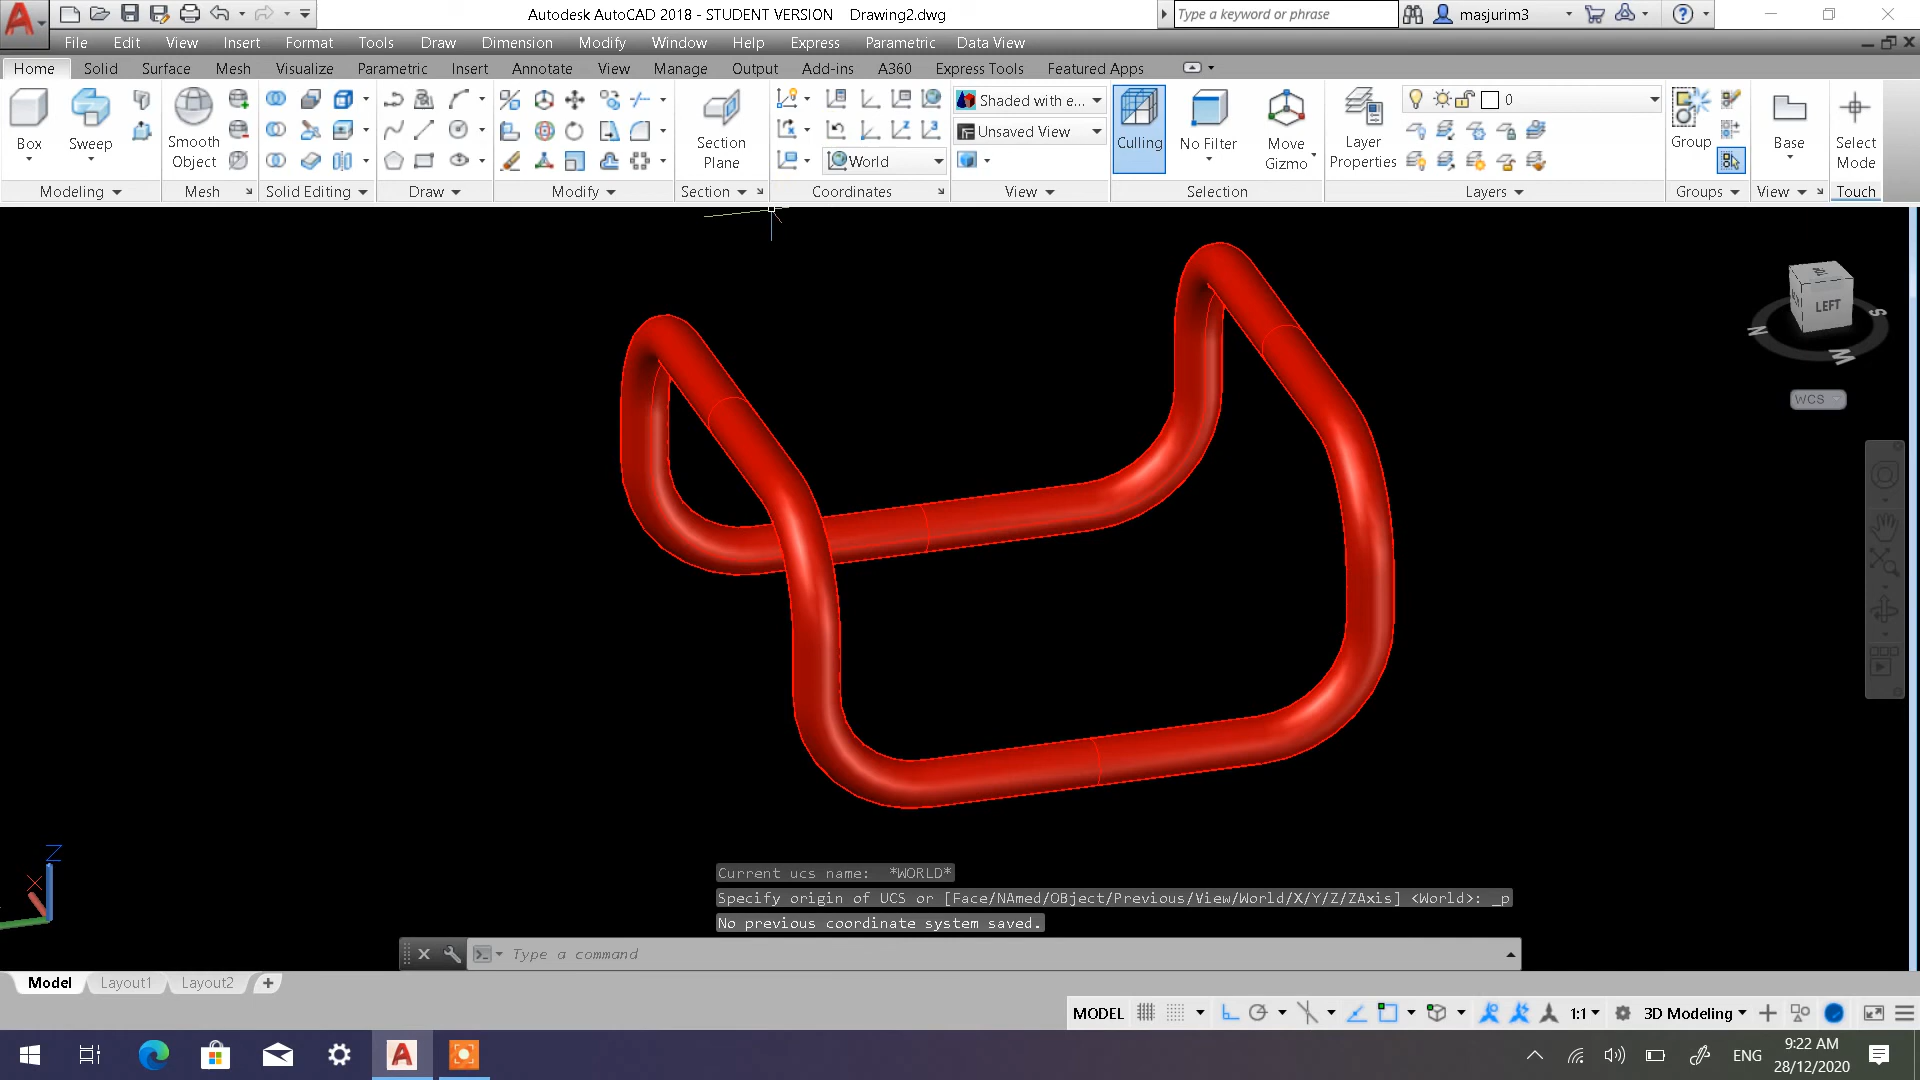 Autodesk AutoCAD 2018 - STUDENT VERSION Drawing2.dwg
Type a keyword or phrase
masjurim3
File Edit View Insert Format Tools Draw Dimension Modify Window Help Express Parametric Data View
Home Solid Surface Mesh Visualize Parametric Insert Annotate View Manage Output Add-ins A360 Express Tools Featured Apps
Box
Sweep
Smooth
Object
Section
Plane
World
Shaded with e...
Unsaved View
Culling
No Filter
Move
Gizmo
Layer
Properties
0
Group
Base
Select
Mode
Modeling Mesh Solid Editing Draw Modify Section Coordinates View Selection Layers Groups View Touch
LEFT
N
S
W
WCS
Z
X
Current ucs name: *WORLD*
Specify origin of UCS or [Face/NAmed/OBject/Previous/View/World/X/Y/Z/ZAxis] <World>: _p
No previous coordinate system saved.
Type a command
Model Layout1 Layout2
MODEL
1:1
3D Modeling
ENG
9:22 AM
28/12/2020